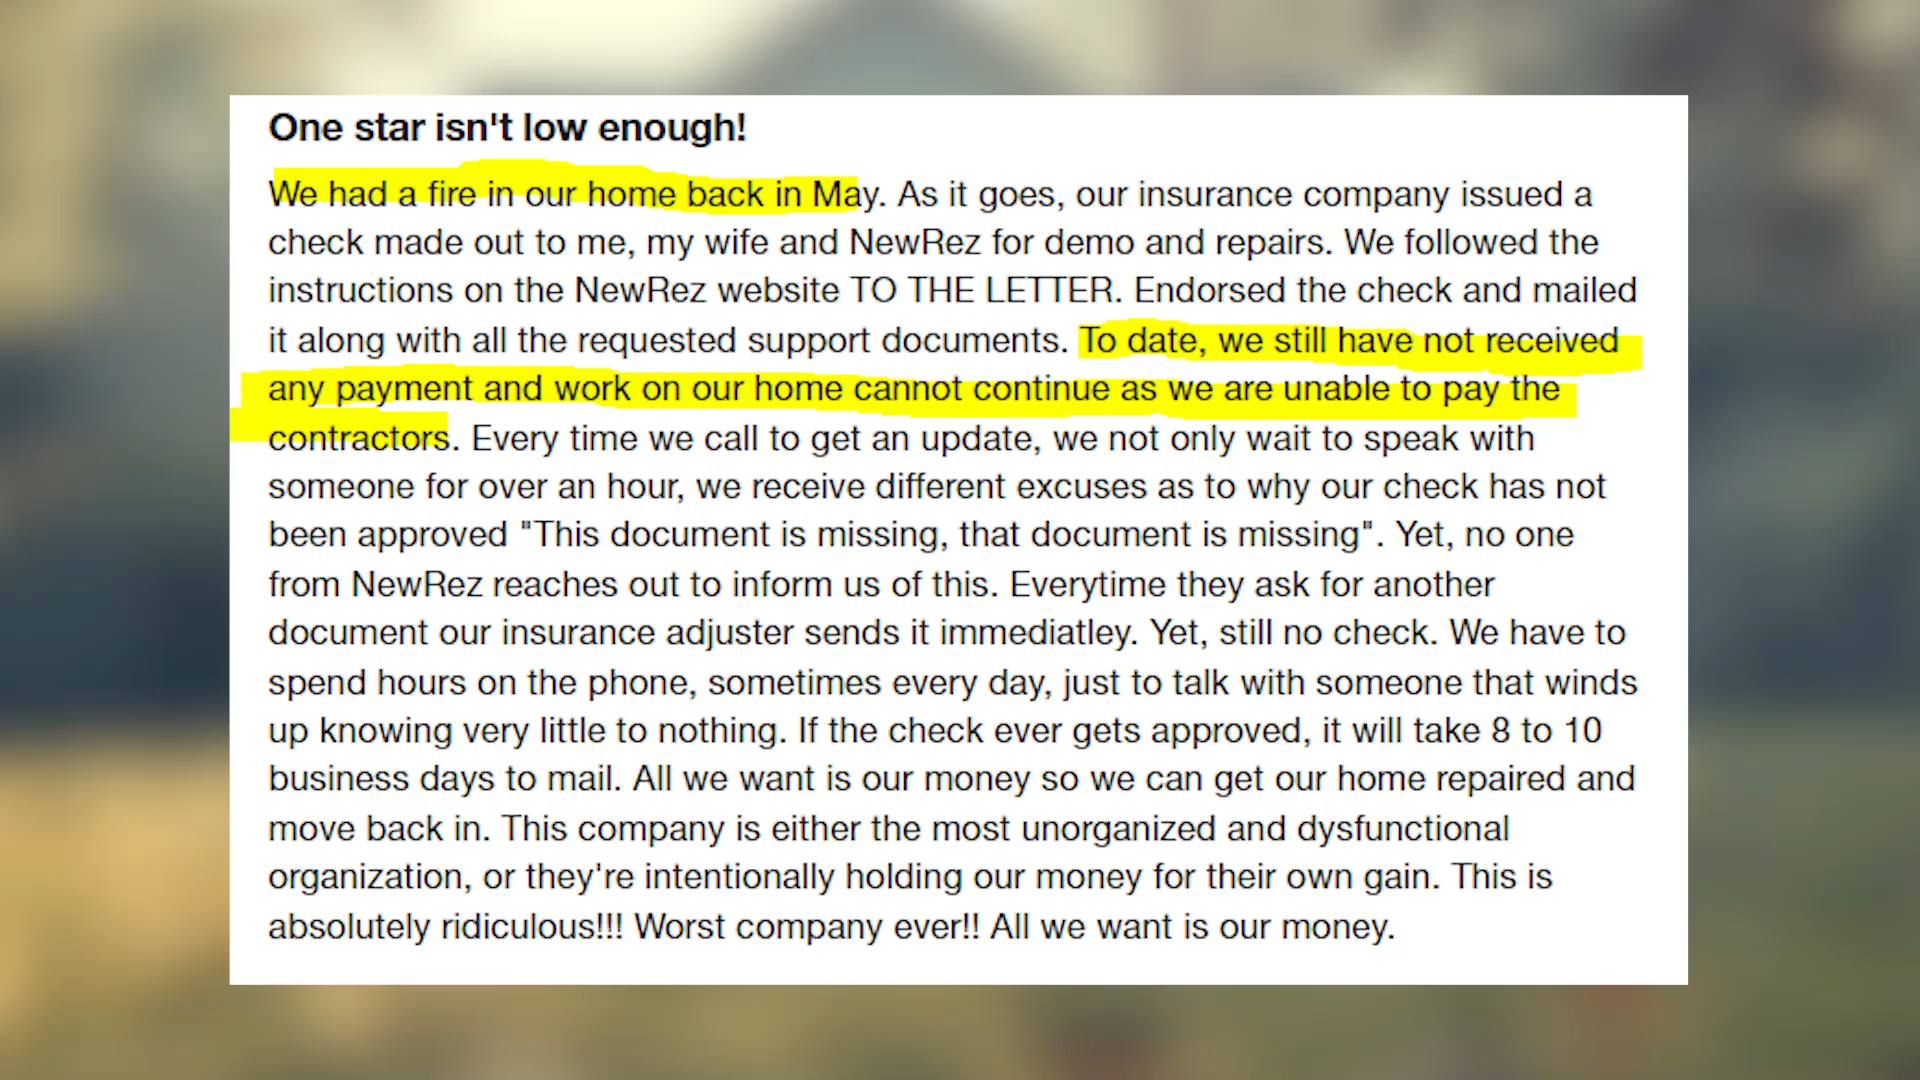 One star isn't low enough!
We had a fire in our home back in May. As it goes, our insurance company issued a
check made out to me, my wife and NewRez for demo and repairs. We followed the
instructions on the NewRez website TO THE LETTER. Endorsed the check and mailed
it along with all the requested support documents. To date, we still have not received
any payment and work on our home cannot continue as we are unable to pay the
contractors. Every time we call to get an update, we not only wait to speak with
someone for over an hour, we receive different excuses as to why our check has not
been approved "This document is missing, that document is missing". Yet, no one
from NewRez reaches out to inform us of this. Everytime they ask for another
document our insurance adjuster sends it immediatley. Yet, still no check. We have to
spend hours on the phone, sometimes every day, just to talk with someone that winds
up knowing very little to nothing. If the check ever gets approved, it will take 8 to 10
business days to mail. All we want is our money so we can get our home repaired and
move back in. This company is either the most unorganized and dysfunctional
organization, or they're intentionally holding our money for their own gain. This is
absolutely ridiculous!!! Worst company ever!! All we want is our money.